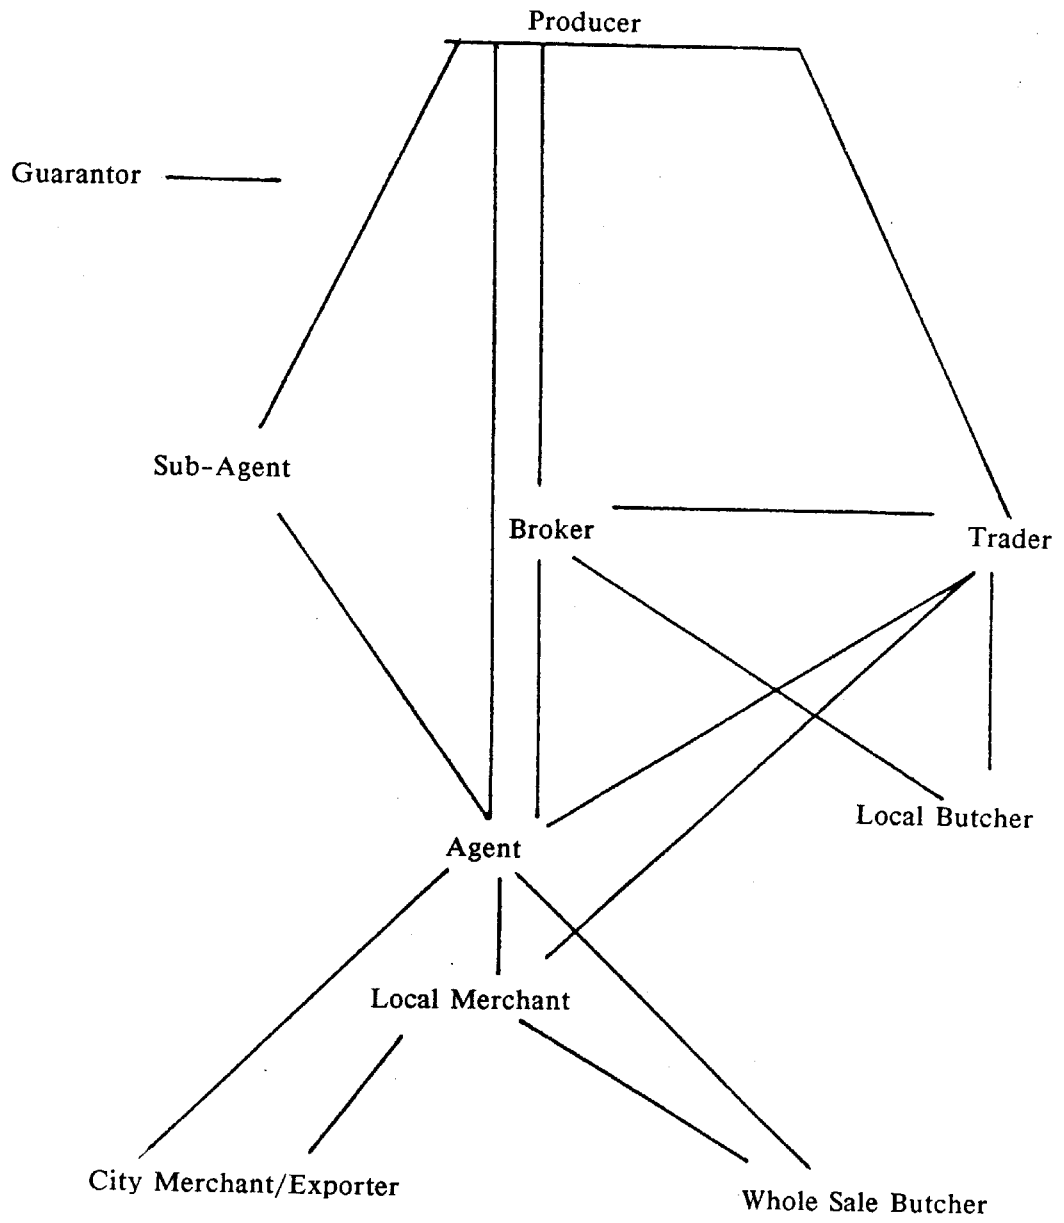 Producer
Guarantor
Sub-Agent
Broker
Trader
Local Butcher
Agent
Local Merchant
City Merchant/Exporter
Whole Sale Butcher